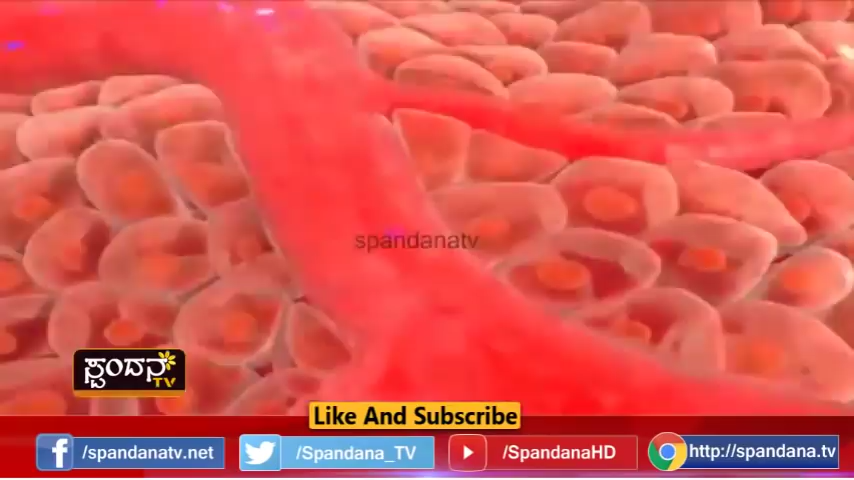 spandanatv
ಸ್ಪಂದನ
TV
Like And Subscribe
/spandanatv.net
/Spandana_TV
/SpandanaHD
http://spandana.tv